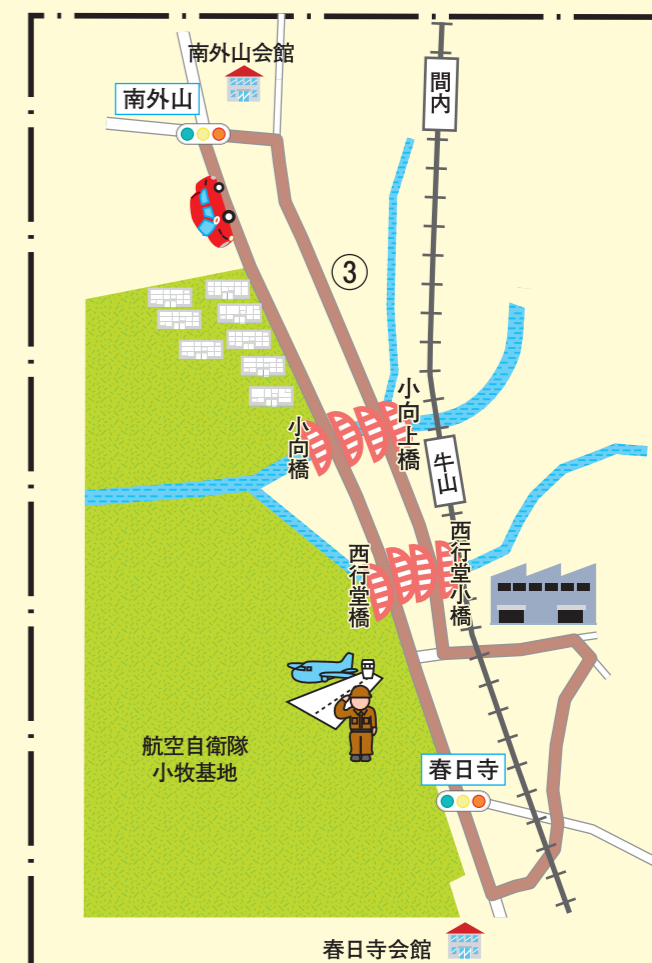 南外山会館
南外山
間内
③
小向上橋
小向橋
牛山
西行堂小橋
西行堂橋
航空自衛隊
小牧基地
春日寺
春日寺会館